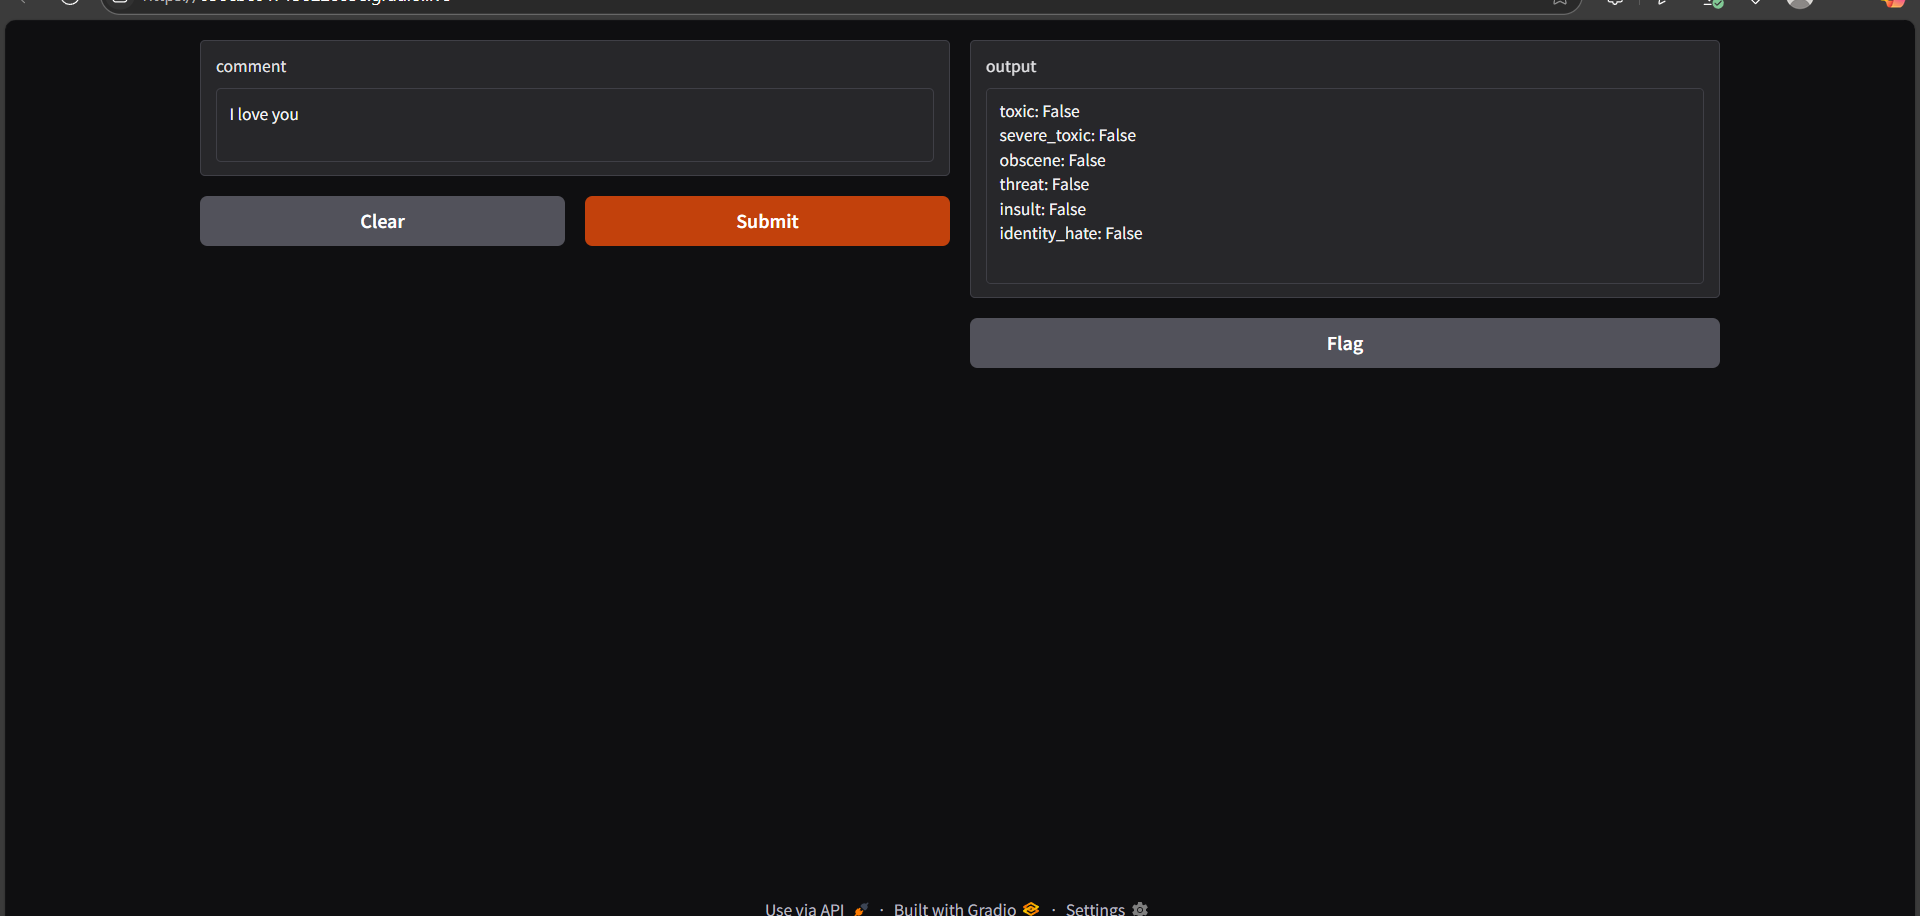 comment
I love you
Clear
Submit
output
toxic: False
severe_toxic: False
obscene: False
threat: False
insult: False
identity_hate: False
Flag
Use via API · Built with Gradio · Settings